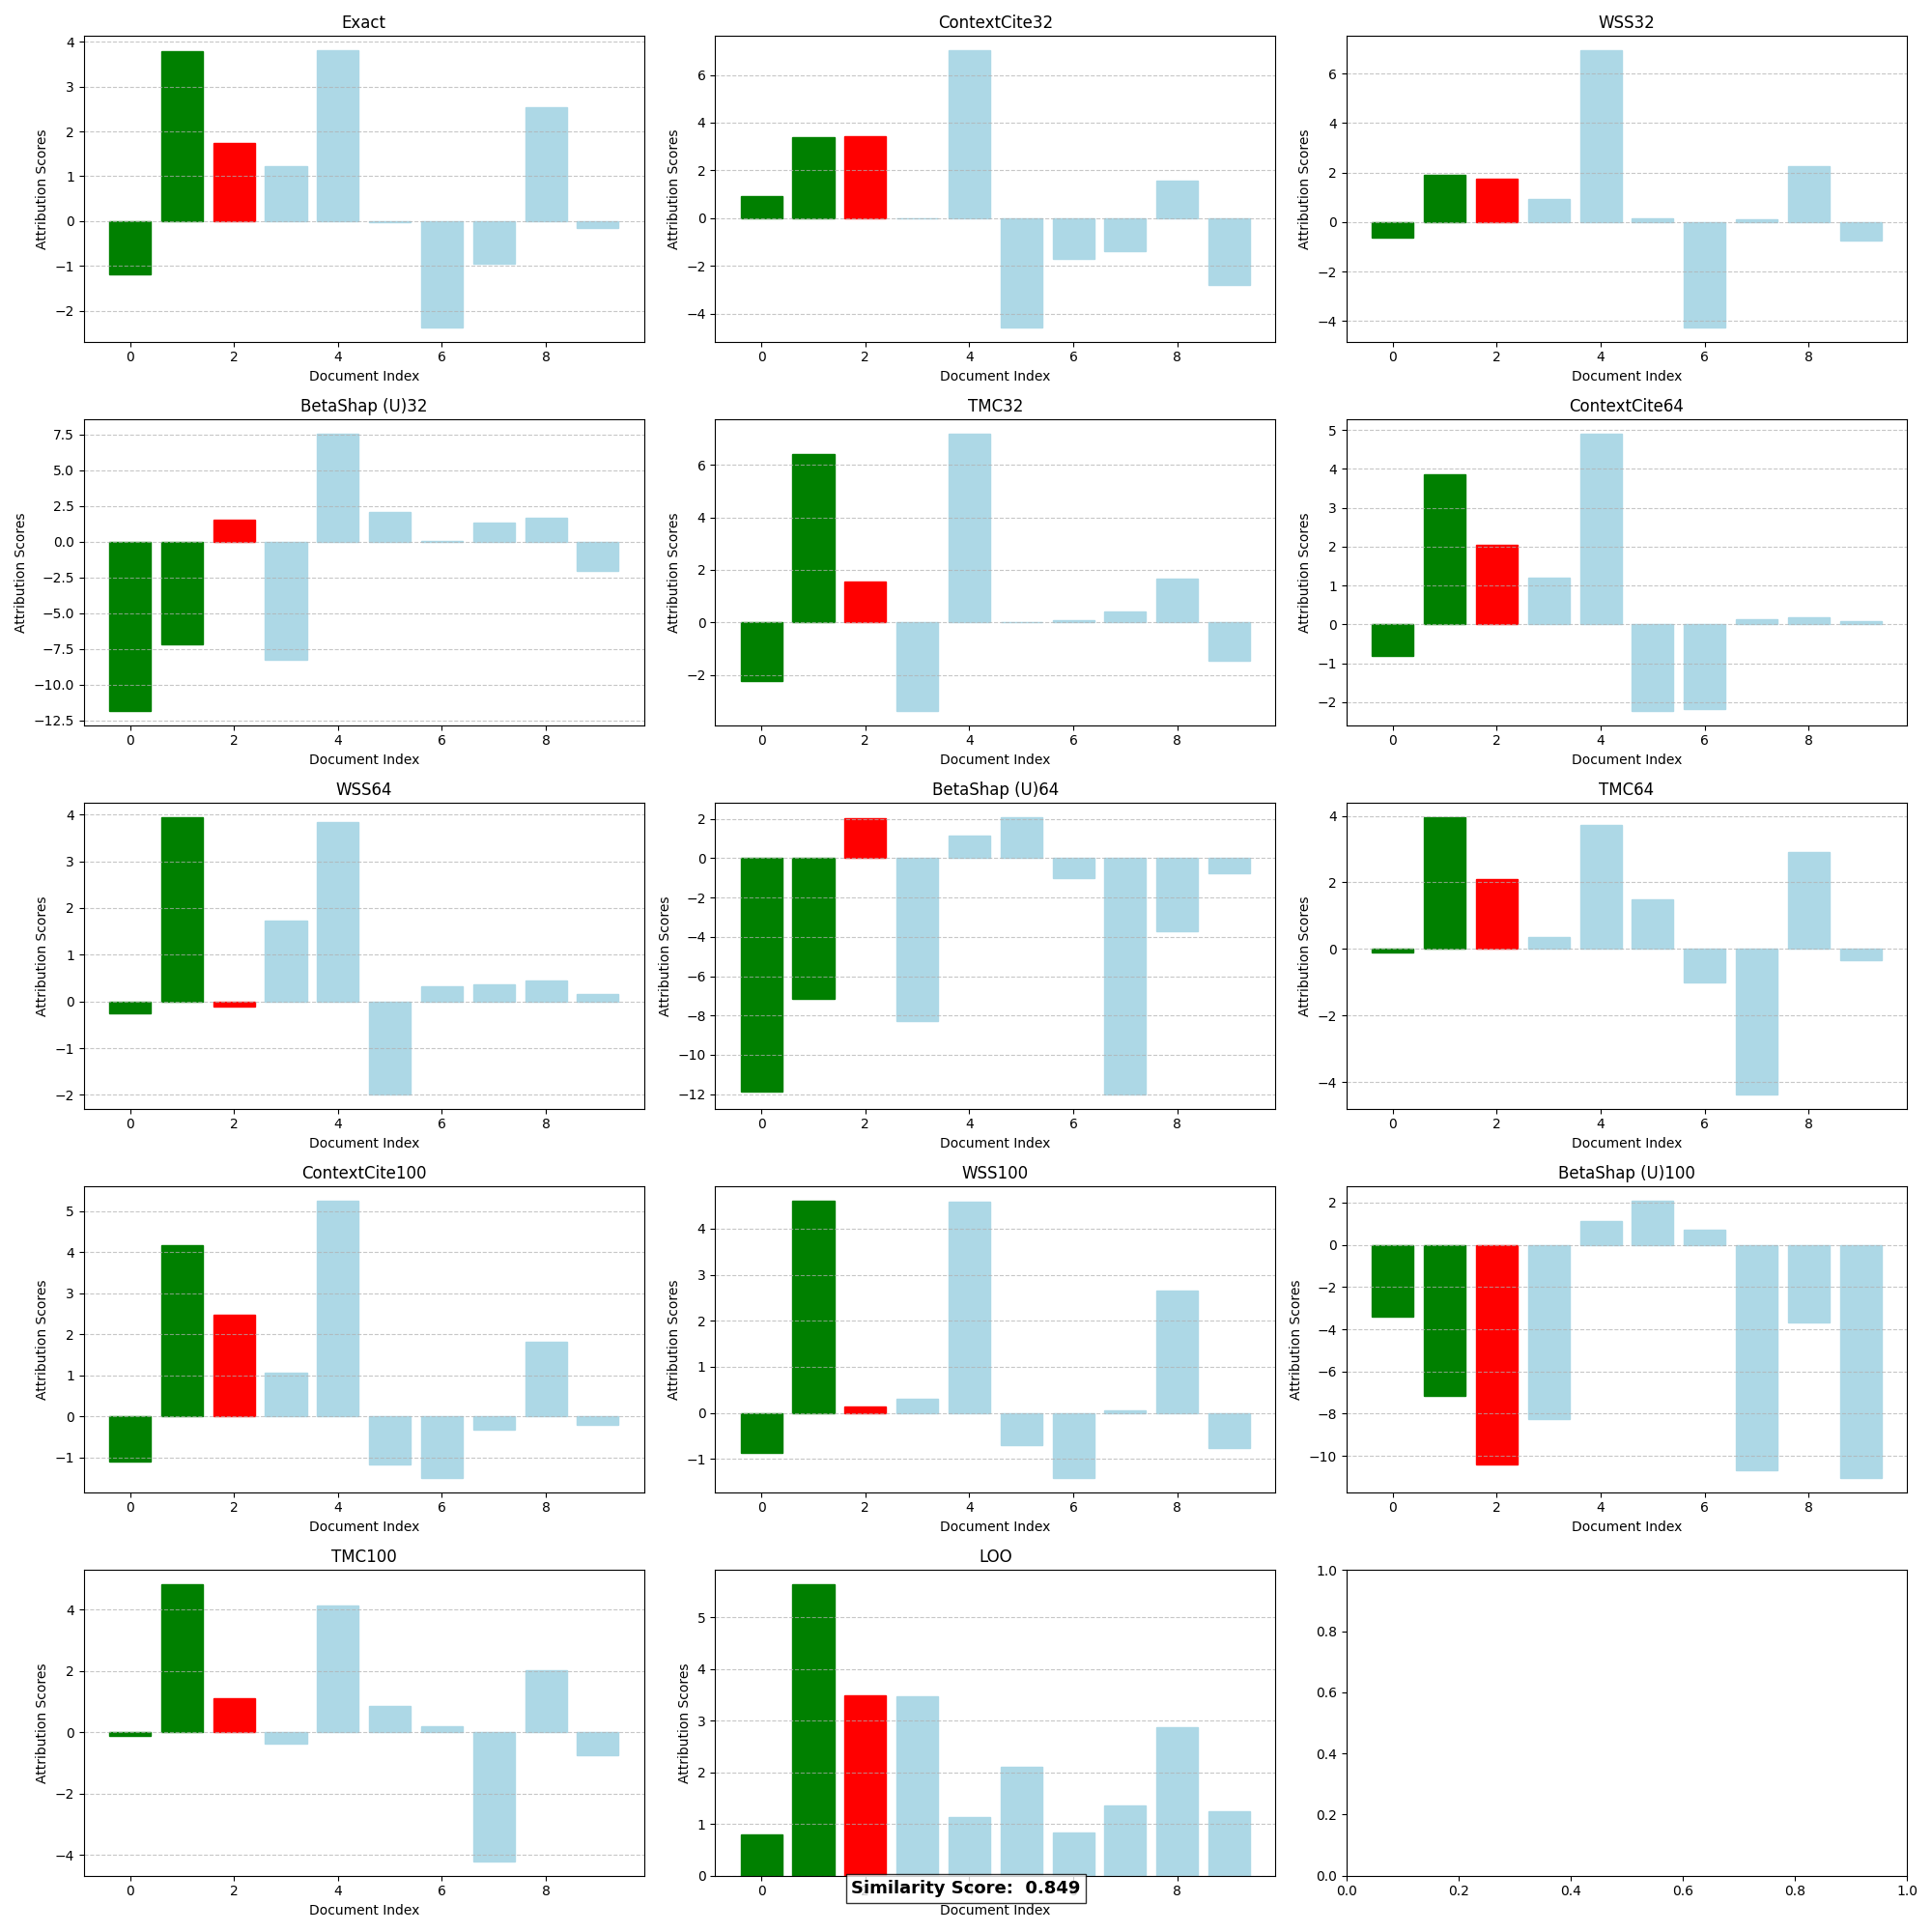 Exact
Attribution Scores
4
3
2
1
0
−1
−2
0 2 4 6 8
Document Index
ContextCite32
Attribution Scores
6
4
2
0
−2
−4
0 2 4 6 8
Document Index
WSS32
Attribution Scores
6
4
2
0
−2
−4
0 2 4 6 8
Document Index
BetaShap (U)32
Attribution Scores
7.5
5.0
2.5
0.0
−2.5
−5.0
−7.5
−10.0
−12.5
0 2 4 6 8
Document Index
TMC32
Attribution Scores
6
4
2
0
−2
0 2 4 6 8
Document Index
ContextCite64
Attribution Scores
5
4
3
2
1
0
−1
−2
0 2 4 6 8
Document Index
WSS64
Attribution Scores
4
3
2
1
0
−1
−2
0 2 4 6 8
Document Index
BetaShap (U)64
Attribution Scores
2
0
−2
−4
−6
−8
−10
−12
0 2 4 6 8
Document Index
TMC64
Attribution Scores
4
2
0
−2
−4
0 2 4 6 8
Document Index
ContextCite100
Attribution Scores
5
4
3
2
1
0
−1
0 2 4 6 8
Document Index
WSS100
Attribution Scores
4
3
2
1
0
−1
0 2 4 6 8
Document Index
BetaShap (U)100
Attribution Scores
2
0
−2
−4
−6
−8
−10
0 2 4 6 8
Document Index
TMC100
Attribution Scores
4
2
0
−2
−4
0 2 4 6 8
Document Index
LOO
Attribution Scores
5
4
3
2
1
0
0 8
Similarity Score: 0.849
Document Index
1.0
0.8
0.6
0.4
0.2
0.0
0.0 0.2 0.4 0.6 0.8 1.0